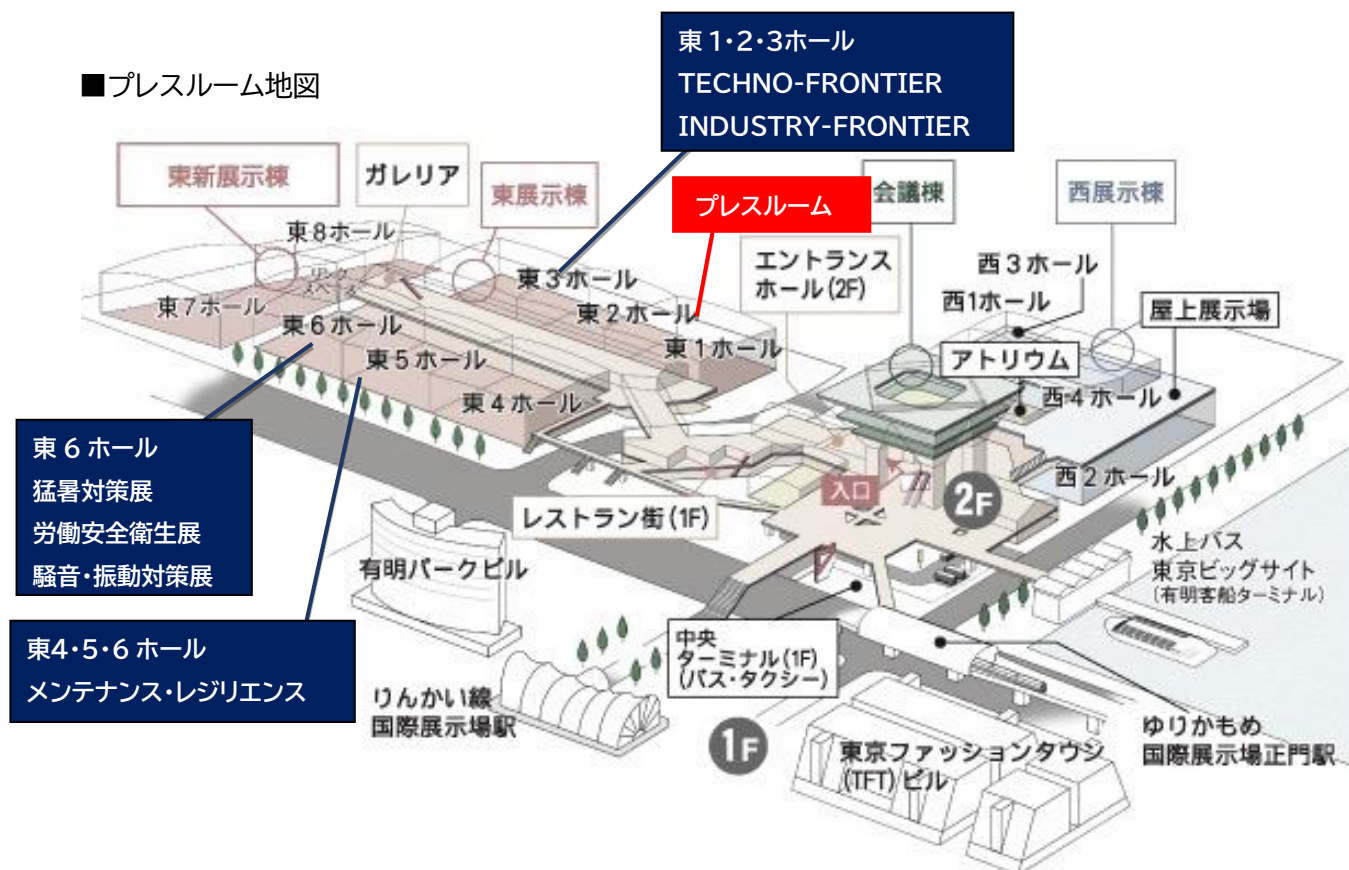 ■プレスルーム地図
東1・2・3ホール
TECHNO-FRONTIER
INDUSTRY-FRONTIER
東新展示棟
ガレリア
東展示棟
プレスルーム
会議棟
西展示棟
東8ホール
リンク
スペース
東7ホール
東6ホール
東5ホール
東4ホール
東3ホール
東2ホール
東1ホール
エントランス
ホール(2F)
西3ホール
西1ホール
屋上展示場
アトリウム
西4ホール
西2ホール
入口
2F
東6ホール
猛暑対策展
労働安全衛生展
騒音・振動対策展
東4・5・6ホール
メンテナンス・レジリエンス
レストラン街(1F)
有明パークビル
りんかい線
国際展示場駅
中央
ターミナル(1F)
(バス・タクシー)
1F
水上バス
東京ビッグサイト
(有明客船ターミナル)
東京ファッションタウン
(TFT)ビル
ゆりかもめ
国際展示場正門駅